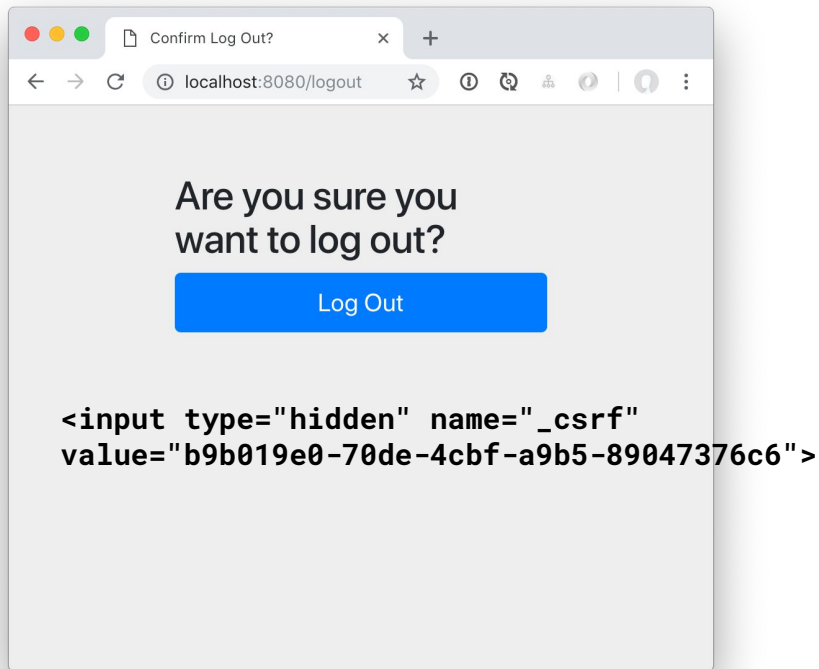 Confirm Log Out?
localhost:8080/logout
Are you sure you
want to log out?
Log Out
<input type="hidden" name="_csrf"
value="b9b019e0-70de-4cbf-a9b5-89047376c6">